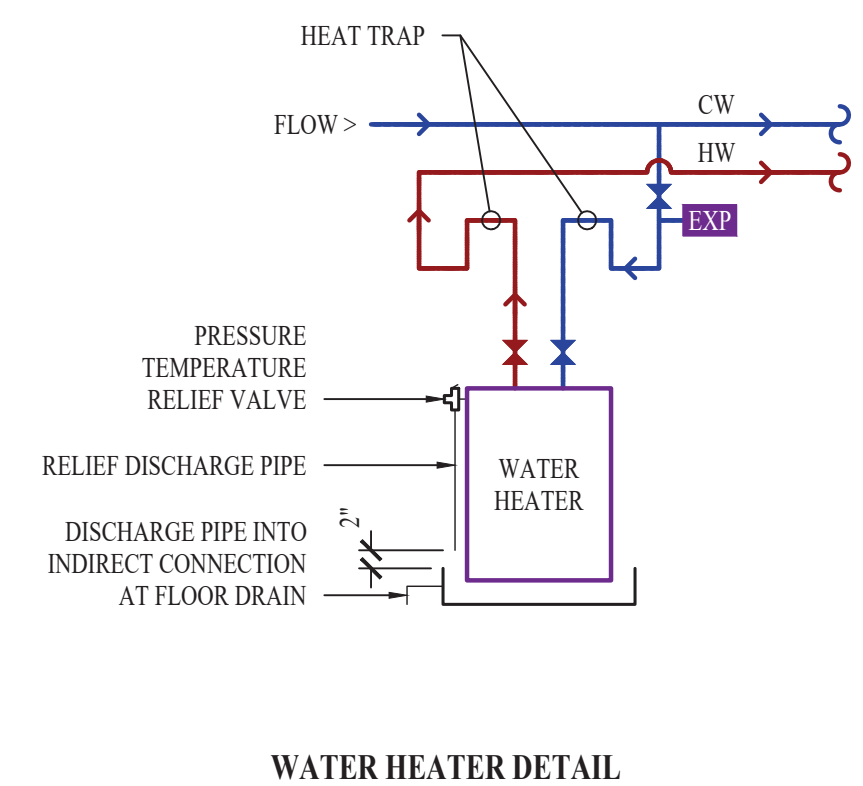 HEAT TRAP
FLOW >
CW
HW
EXP
PRESSURE
TEMPERATURE
RELIEF VALVE
RELIEF DISCHARGE PIPE
WATER
HEATER
2"
DISCHARGE PIPE INTO
INDIRECT CONNECTION
AT FLOOR DRAIN
WATER HEATER DETAIL